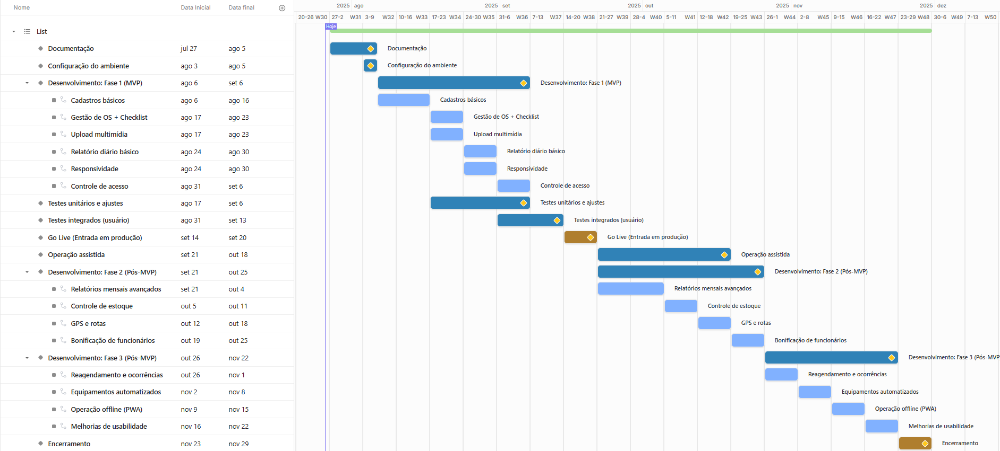 Nome Data Inicial Data final
2025 ago 2025 set 2025 out 2025 nov 2025 dez
20-26 W30 27-2 W31 3-9 W32 10-16 W33 17-23 W34 24-30 W35 31-6 W36 7-13 W37 14-20 W38 21-27 W39 28-4 W40 5-11 W41 12-18 W42 19-25 W43 26-1 W44 2-8 W45 9-15 W46 16-22 W47 23-29 W48 30-6 W49 7-13 W50
Hoje
List
Documentação jul 27 ago 5 Documentação
Configuração do ambiente ago 3 ago 5 Configuração do ambiente
Desenvolvimento: Fase 1 (MVP) ago 6 set 6 Desenvolvimento: Fase 1 (MVP)
Cadastros básicos ago 6 ago 16 Cadastros básicos
Gestão de OS + Checklist ago 17 ago 23 Gestão de OS + Checklist
Upload multimídia ago 17 ago 23 Upload multimídia
Relatório diário básico ago 24 ago 30 Relatório diário básico
Responsividade ago 24 ago 30 Responsividade
Controle de acesso ago 31 set 6 Controle de acesso
Testes unitários e ajustes ago 17 set 6 Testes unitários e ajustes
Testes integrados (usuário) ago 31 set 13 Testes integrados (usuário)
Go Live (Entrada em produção) set 14 set 20 Go Live (Entrada em produção)
Operação assistida set 21 out 18 Operação assistida
Desenvolvimento: Fase 2 (Pós-MVP) set 21 out 25 Desenvolvimento: Fase 2 (Pós-MVP)
Relatórios mensais avançados set 21 out 4 Relatórios mensais avançados
Controle de estoque out 5 out 11 Controle de estoque
GPS e rotas out 12 out 18 GPS e rotas
Bonificação de funcionários out 19 out 25 Bonificação de funcionários
Desenvolvimento: Fase 3 (Pós-MVP) out 26 nov 22 Desenvolvimento: Fase 3 (Pós-MVP
Reagendamento e ocorrências out 26 nov 1 Reagendamento e ocorrências
Equipamentos automatizados nov 2 nov 8 Equipamentos automatizados
Operação offline (PWA) nov 9 nov 15 Operação offline (PWA)
Melhorias de usabilidade nov 16 nov 22 Melhorias de usabilidade
Encerramento nov 23 nov 29 Encerramento